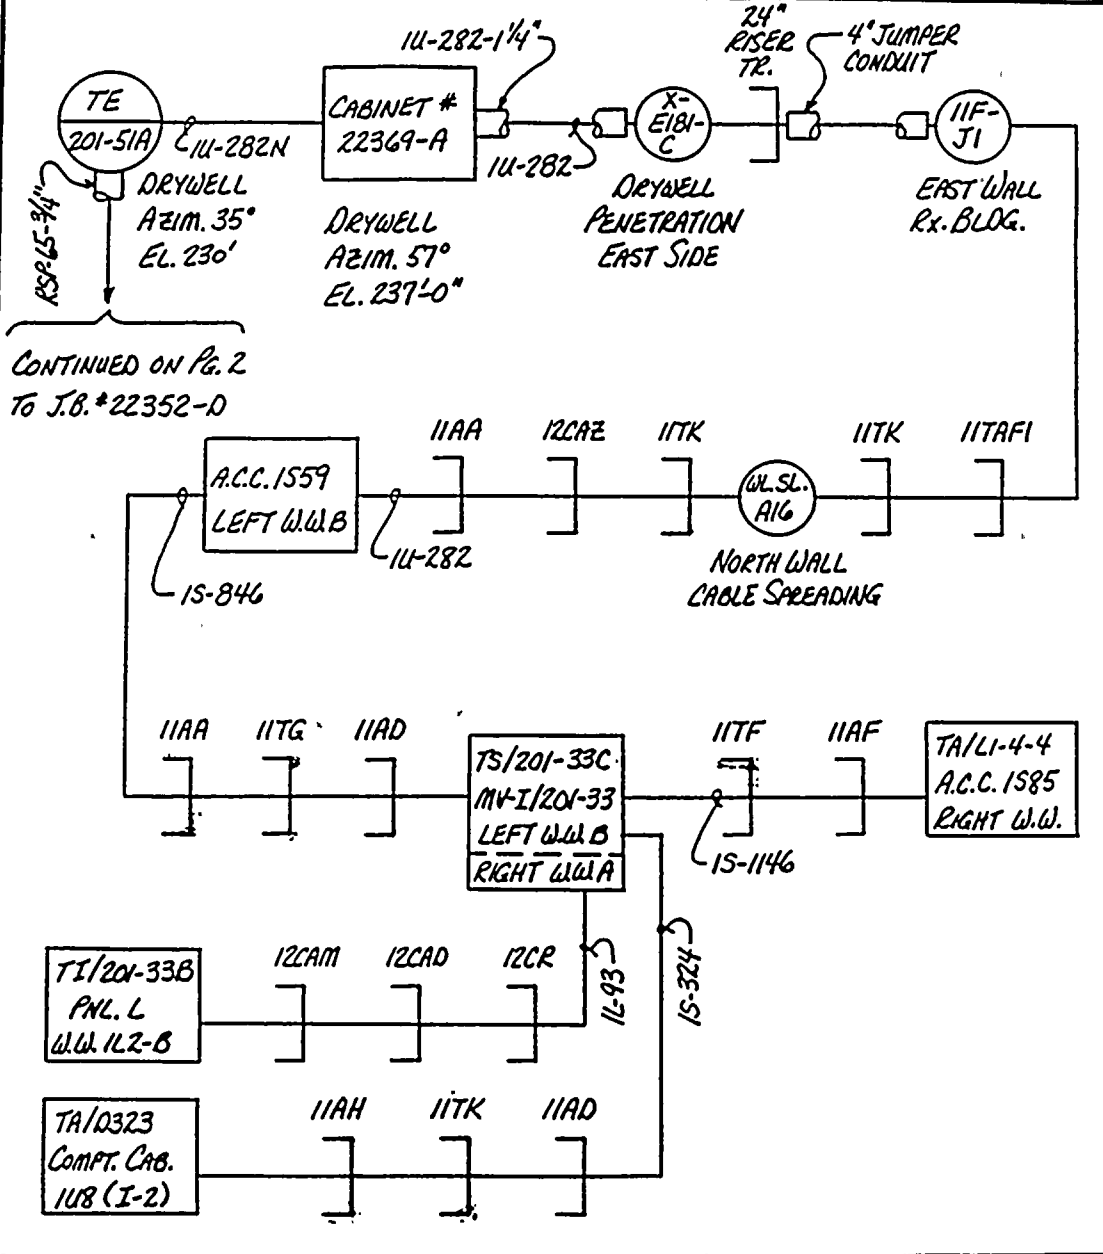 TE
201-51A
1U-282N
RSP-65-3/4"
DRYWELL
AZIM. 35°
EL. 230'
CONTINUED ON PG. 2
TO J.B. #22352-D
CABINET #
22369-A
DRYWELL
AZIM. 57°
EL. 237'-0"
1U-282-1¼"
1U-282
X-
E181-
C
DRYWELL
PENETRATION
EAST SIDE
24"
RISER
TR.
4" JUMPER
CONDUIT
11F-
J1
EAST WALL
RX. BLDG.
A.C.C. 1S59
LEFT W.W.B
1S-846
1U-282
11AA
12CAZ
11TK
WL.SL.
A16
NORTH WALL
CABLE SPREADING
11TK
11TAF1
11AA
11TG
11AD
TS/201-33C
MV-I/201-33
LEFT W.W.B
RIGHT W.W.A
11TF
11AF
1S-1146
TA/L1-4-4
A.C.C. 1S85
RIGHT W.W.
TI/201-33B
PNL. L
W.W. 1L2-B
12CAM
12CAD
12CR
1L-93
1S-324
TA/D323
COMPT. CAB.
1U8 (I-2)
11AH
11TK
11AD